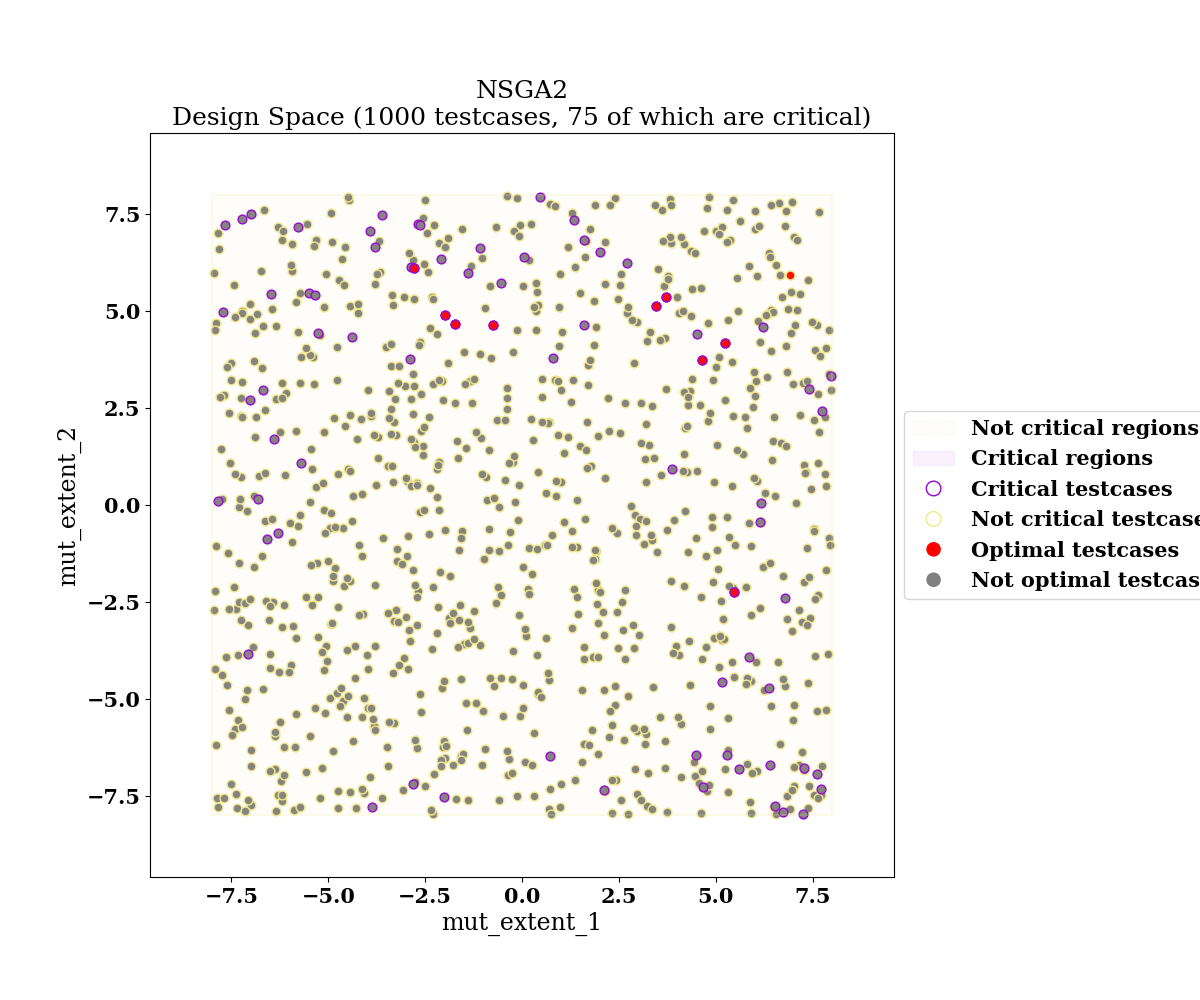 NSGA2
Design Space (1000 testcases, 75 of which are critical)
7.5
5.0
2.5
0.0
−2.5
−5.0
−7.5
mut_extent_2
−7.5 −5.0 −2.5 0.0 2.5 5.0 7.5
mut_extent_1
Not critical regions
Critical regions
Critical testcases
Not critical testcase
Optimal testcases
Not optimal testcas